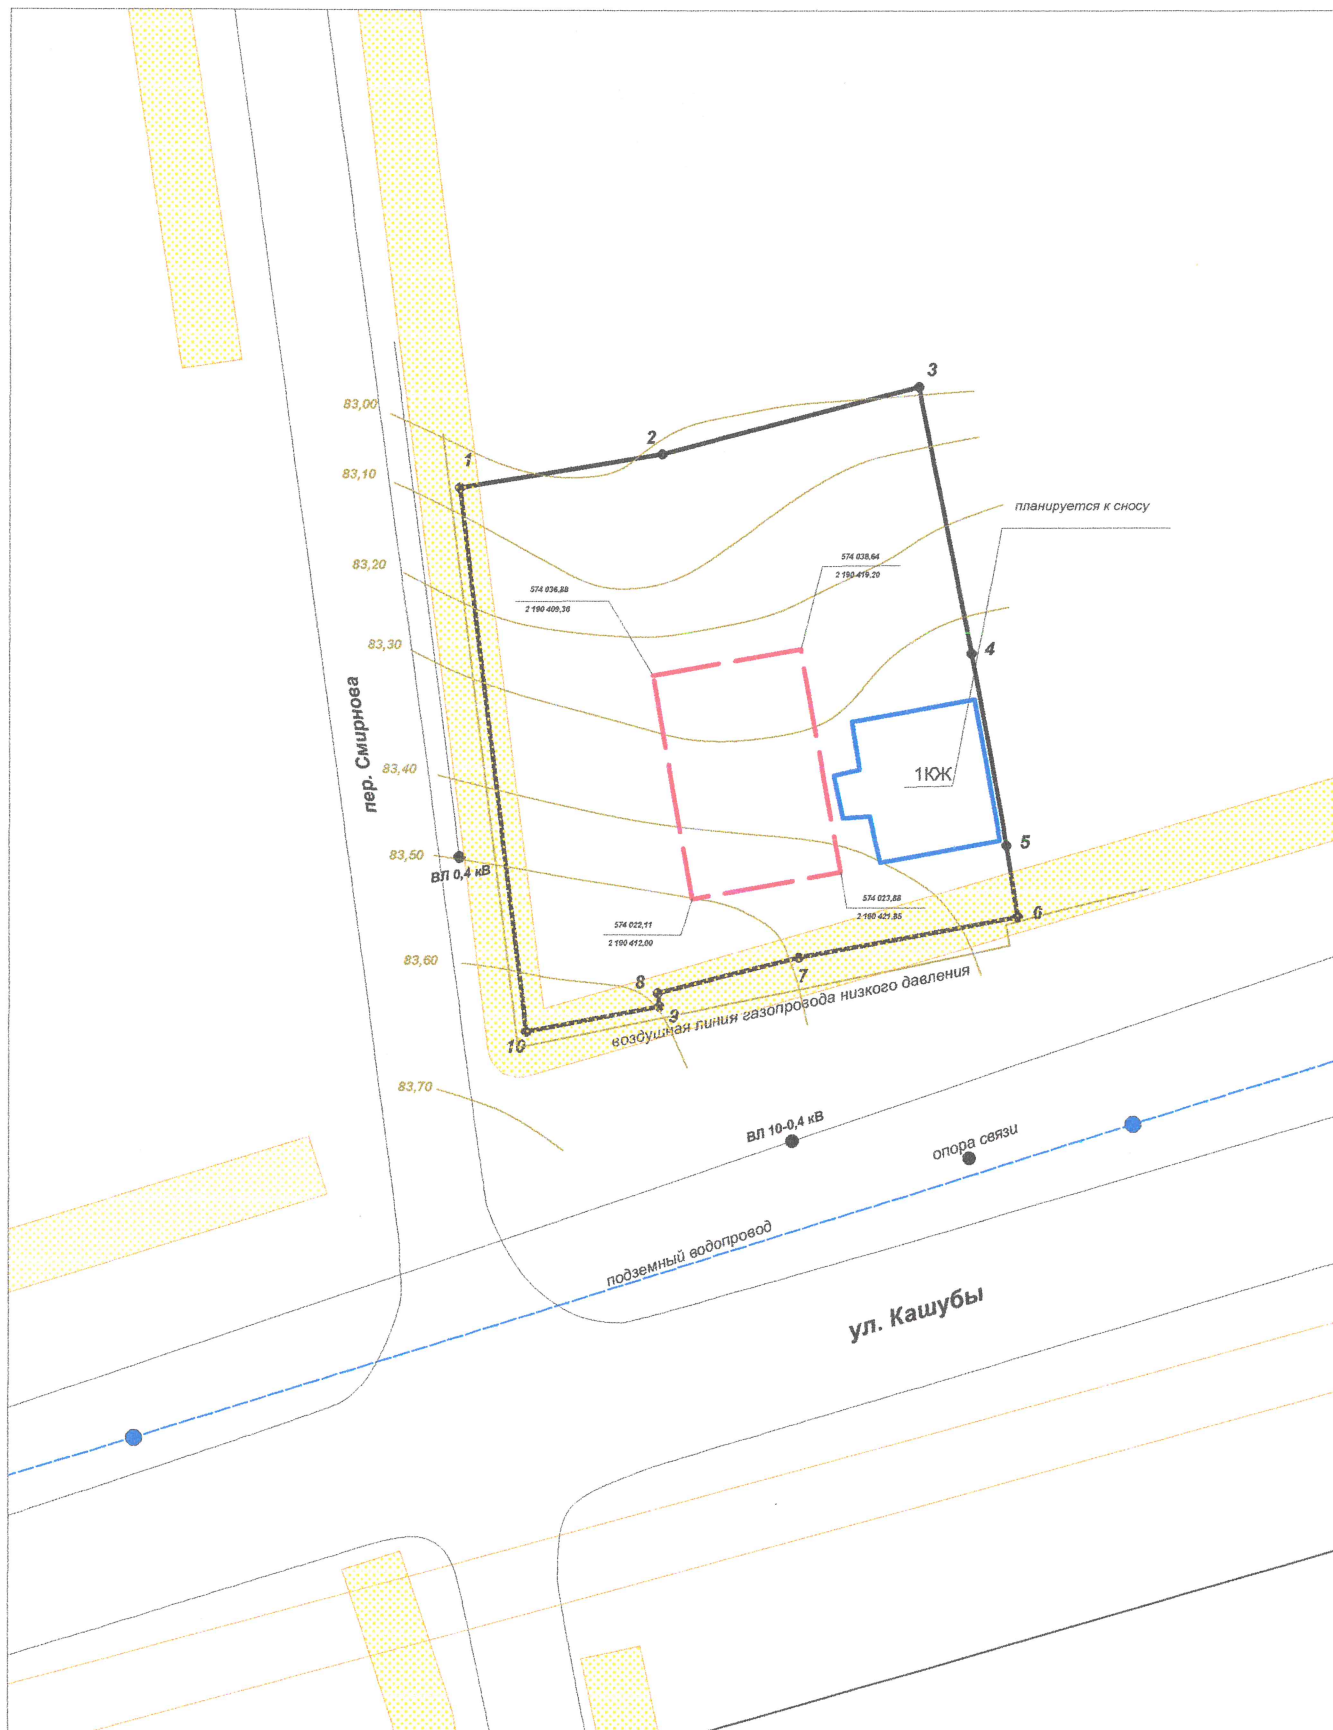 3
83,00
2
1
83,10
планируется к сносу
574 038,64
83,20
2 190 419,20
574 036,88
2 190 409,36
83,30
4
пер. Смирнова
83,40
1КЖ
5
83,50
ВЛ 0,4 кВ
574 023,88
2 190 421,85
6
574 022,11
2 190 412,00
83,60
7
8
9
воздушная линия газопровода низкого давления
10
83,70
ВЛ 10-0,4 кВ
опора связи
подземный водопровод
ул. Кашубы